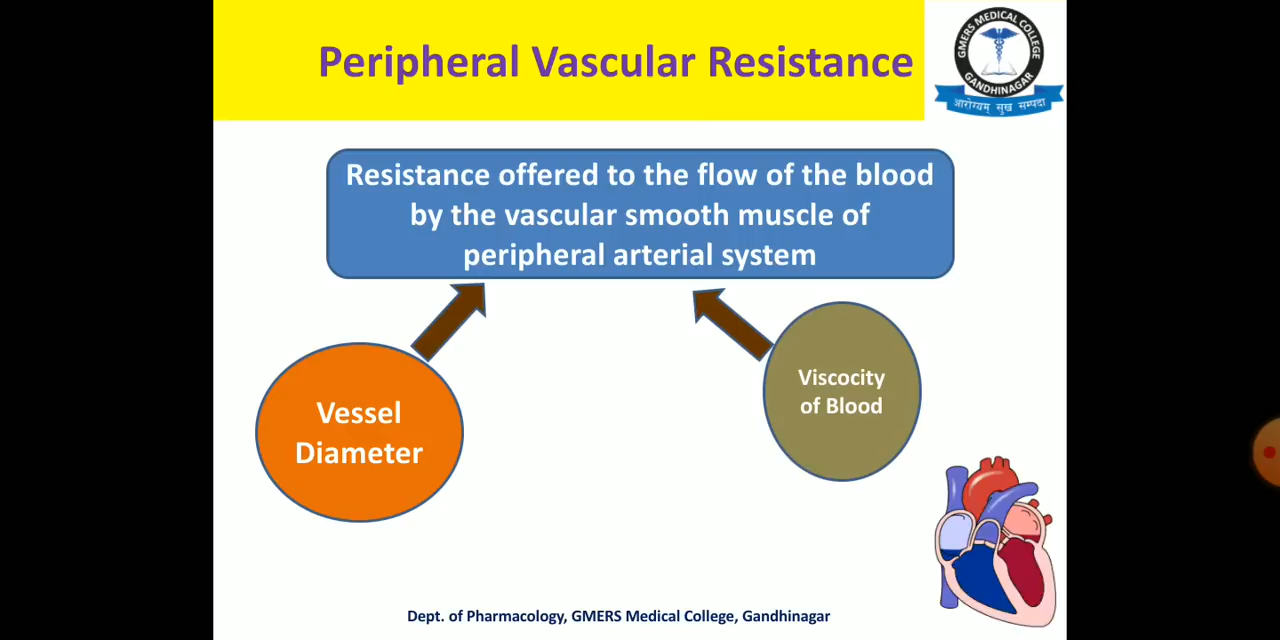 Peripheral Vascular Resistance
GMERS MEDICAL COLLEGE
GANDHINAGAR
आरोग्यम् सुख सम्पदा
Resistance offered to the flow of the blood
by the vascular smooth muscle of
peripheral arterial system
Vessel
Diameter
Viscocity
of Blood
Dept. of Pharmacology, GMERS Medical College, Gandhinagar